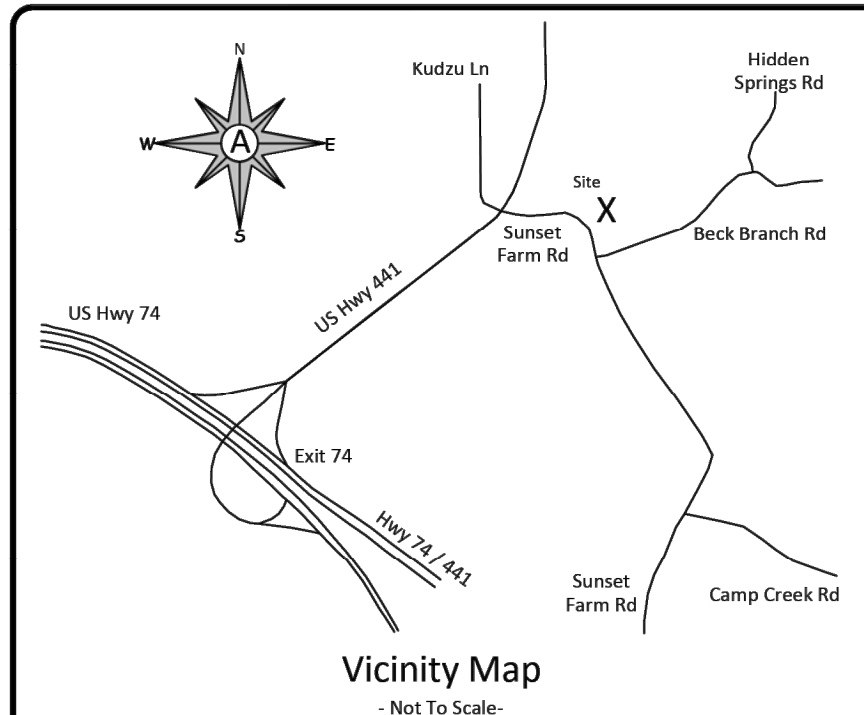 N
Kudzu Ln
Hidden
Springs Rd
W
A
E
Site
X
S
Sunset
Farm Rd
Beck Branch Rd
US Hwy 441
US Hwy 74
Exit 74
Hwy 74 / 441
Sunset
Farm Rd
Camp Creek Rd
Vicinity Map
- Not To Scale-